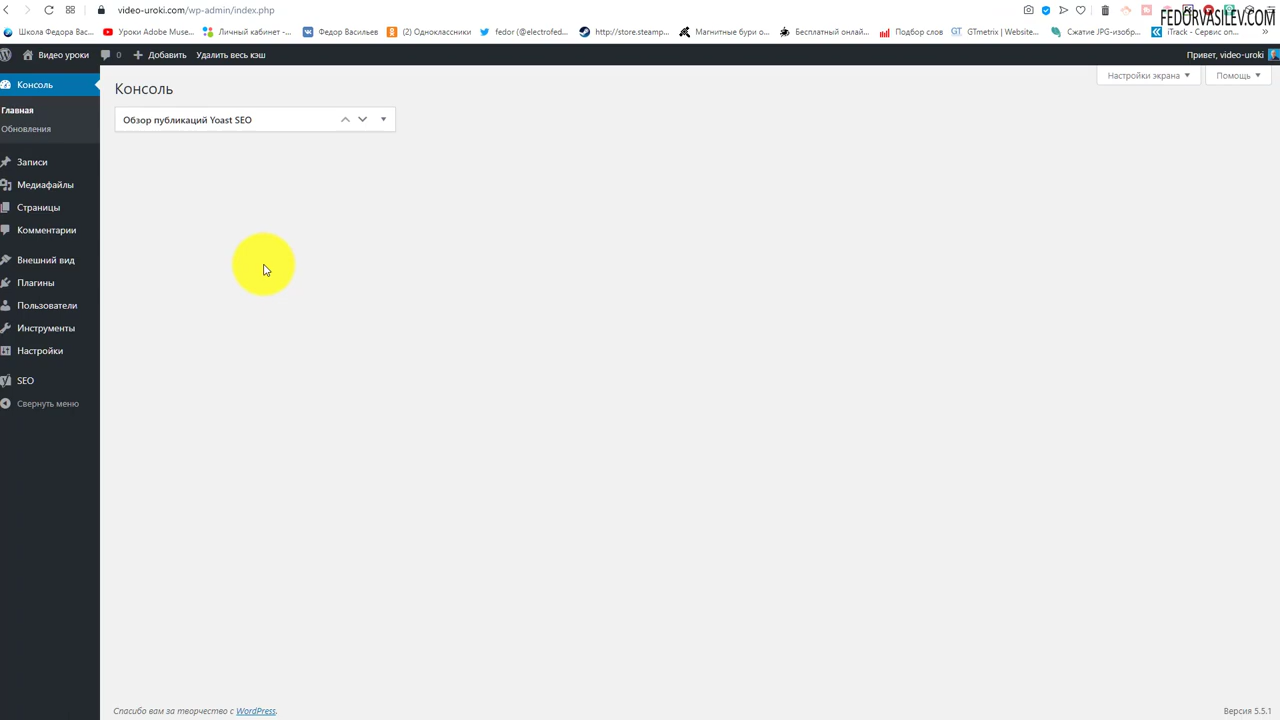 video-uroki.com/wp-admin/index.php
FEDORVASILEV.COM
Школа Федора Вас...
Уроки Adobe Muse...
Личный кабинет -...
Федор Васильев
(2) Одноклассники
fedor (@electrofed...
http://store.steamp...
Магнитные бури о...
Бесплатный онлай...
Подбор слов
GTmetrix | Website...
Сжатие JPG-изобр...
iTrack - Сервис оп...
Видео уроки
0
Добавить
Удалить весь кэш
Привет, video-uroki
Консоль
Главная
Обновления
Записи
Медиафайлы
Страницы
Комментарии
Внешний вид
Плагины
Пользователи
Инструменты
Настройки
SEO
Свернуть меню
Настройки экрана
Помощь
Консоль
Обзор публикаций Yoast SEO
Спасибо вам за творчество с WordPress.
Версия 5.5.1